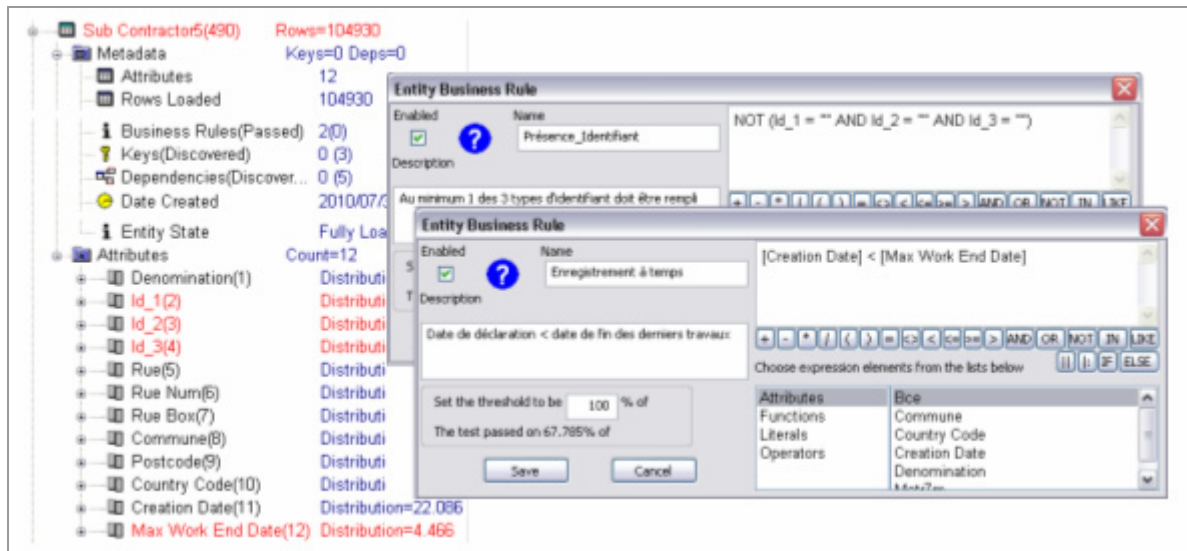 Sub Contractor5(490) Rows=104930
Metadata Keys=0 Deps=0
Attributes 12
Rows Loaded 104930
Business Rules(Passed) 2(0)
Keys(Discovered) 0 (3)
Dependencies(Discover... 0 (5)
Date Created 2010/07/
Entity State Fully Loa
Attributes Count=12
Denomination(1) Distributi
Id_1(2) Distributi
Id_2(3) Distributi
Id_3(4) Distributi
Rue(5) Distributi
Rue Num(6) Distributi
Rue Box(7) Distributi
Commune(8) Distributi
Postcode(9) Distributi
Country Code(10) Distributi
Creation Date(11) Distribution=22.086
Max Work End Date(12) Distribution=4.466
Entity Business Rule
Enabled Name
Présence_Identifiant
NOT (Id_1 = "" AND Id_2 = "" AND Id_3 = "")
Description
Au minimum 1 des 3 types d'identifiant doit être rempli
+ - * / ( ) = <> < <= >= > AND OR NOT IN LIKE
S
T
Entity Business Rule
Enabled Name
Enregistrement à temps
[Creation Date] < [Max Work End Date]
Description
Date de déclaration < date de fin des derniers travaux
+ - * / ( ) = <> < <= >= > AND OR NOT IN LIKE
IF ELSE
Choose expression elements from the lists below
Set the threshold to be 100 % of
The test passed on 67.785% of
Save Cancel
Attributes
Functions
Literals
Operators
Bce
Commune
Country Code
Creation Date
Denomination